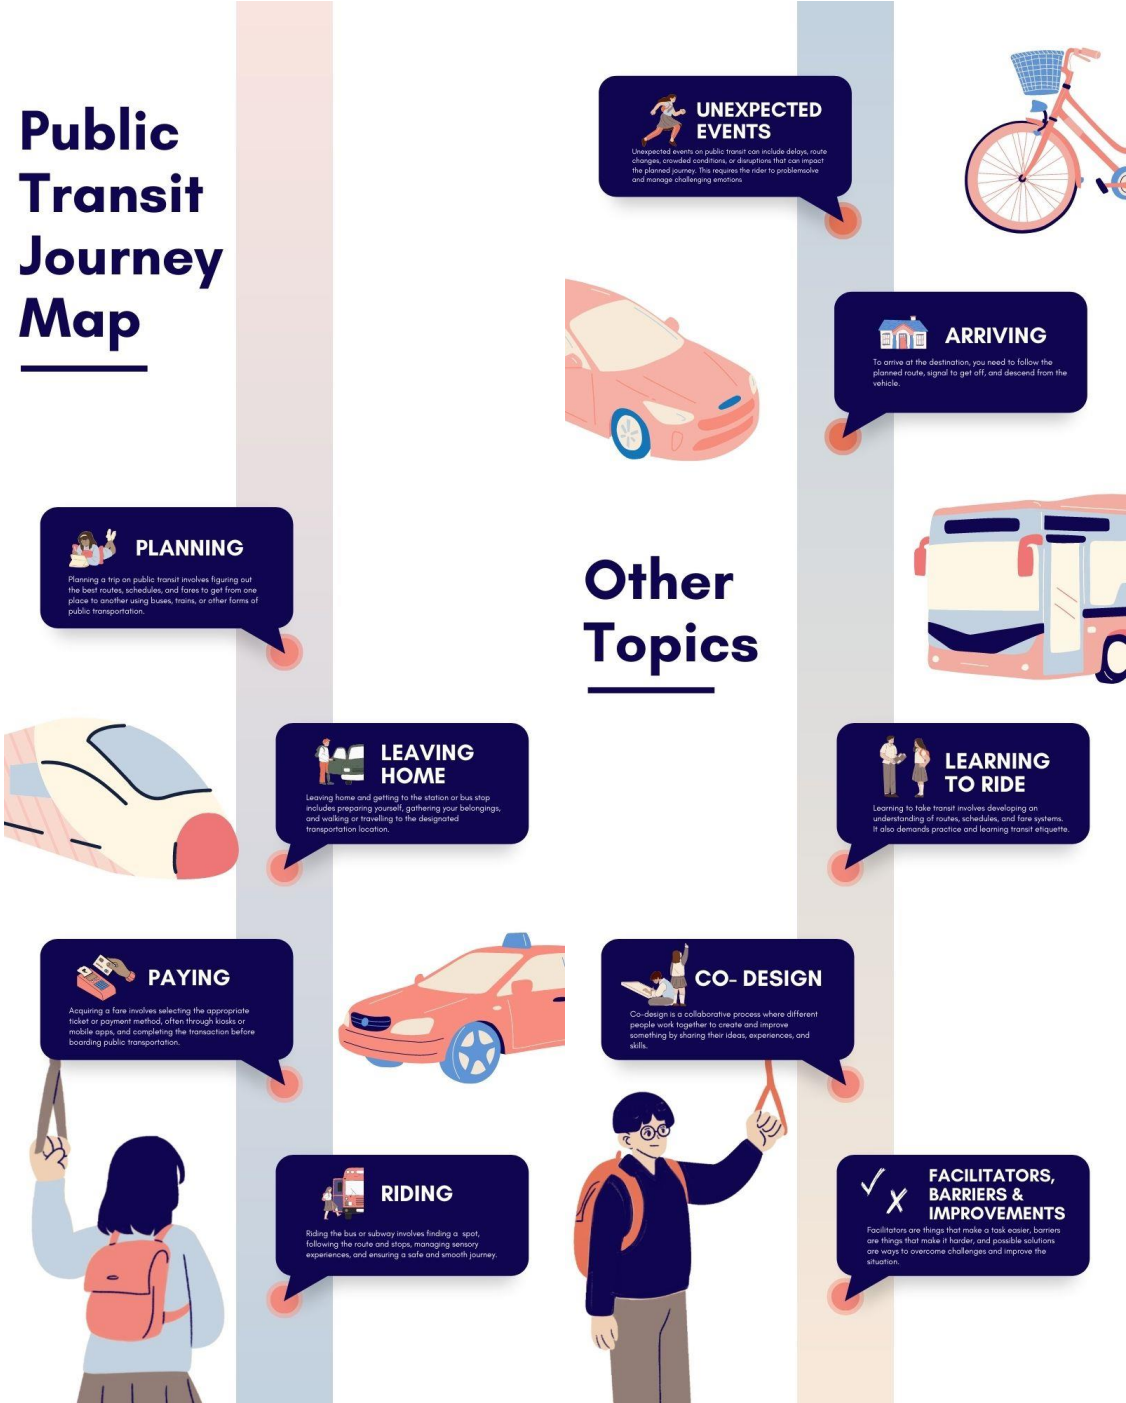 Public
Transit
Journey
Map
PLANNING
Planning a trip on public transit involves figuring out
the best routes, schedules, and fares to get from one
place to another using buses, trains, or other forms of
public transportation.
LEAVING
HOME
Leaving home and getting to the station or bus stop
includes preparing yourself, gathering your belongings,
and walking or travelling to the designated
transportation location.
PAYING
Acquiring a fare involves selecting the appropriate
ticket or payment method, often through kiosks or
mobile apps, and completing the transaction before
boarding public transportation.
RIDING
Riding the bus or subway involves finding a spot,
following the route and stops, managing sensory
experiences, and ensuring a safe and smooth journey.
UNEXPECTED
EVENTS
Unexpected events on public transit can include delays, route
changes, crowded conditions, or disruptions that can impact
the planned journey. This requires the rider to problemsolve
and manage challenging emotions
ARRIVING
To arrive at the destination, you need to follow the
planned route, signal to get off, and descend from the
vehicle.
Other
Topics
LEARNING
TO RIDE
Learning to take transit involves developing an
understanding of routes, schedules, and fare systems.
It also demands practice and learning transit etiquette.
CO- DESIGN
Co-design is a collaborative process where different
people work together to create and improve
something by sharing their ideas, experiences, and
skills.
FACILITATORS,
BARRIERS &
IMPROVEMENTS
Facilitators are things that make a task easier, barriers
are things that make it harder, and possible solutions
are ways to overcome challenges and improve the
situation.